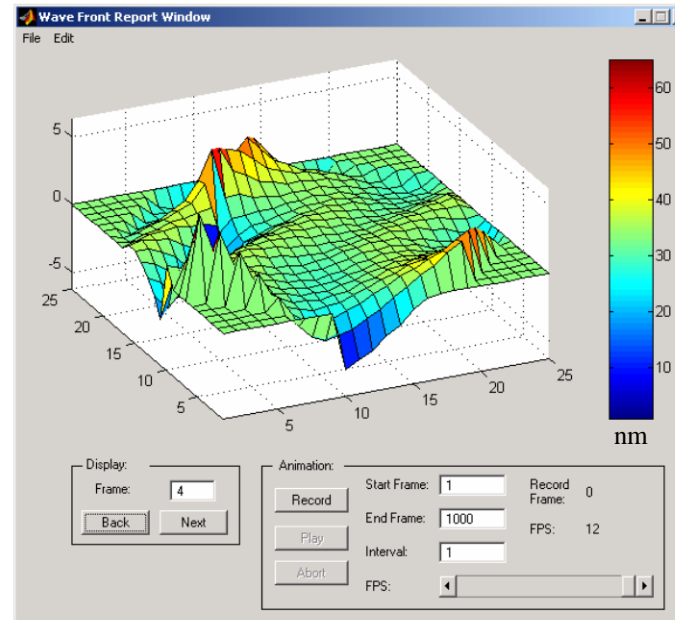 Wave Front Report Window
File Edit
5
0
-5
25
20
15
10
5
5
10
15
20
25
60
50
40
30
20
10
nm
Display:
Frame: 4
Back Next
Animation:
Record
Play
Abort
Start Frame: 1
End Frame: 1000
Interval: 1
FPS:
Record Frame: 0
FPS: 12